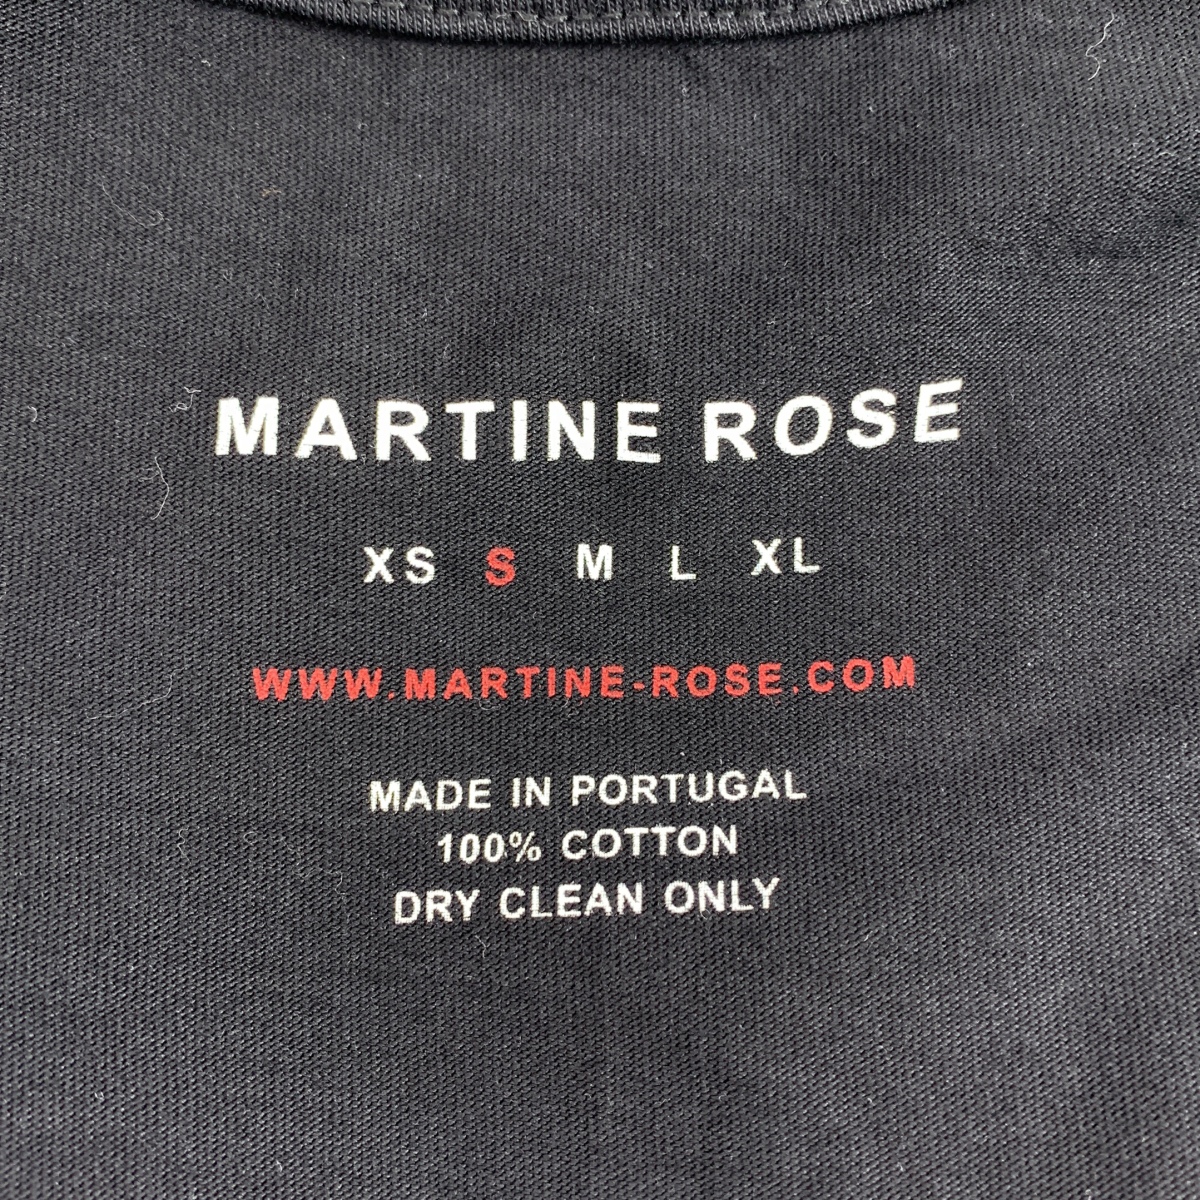 MARTINE ROSE
XS S M L XL
WWW.MARTINE-ROSE.COM
MADE IN PORTUGAL
100% COTTON
DRY CLEAN ONLY